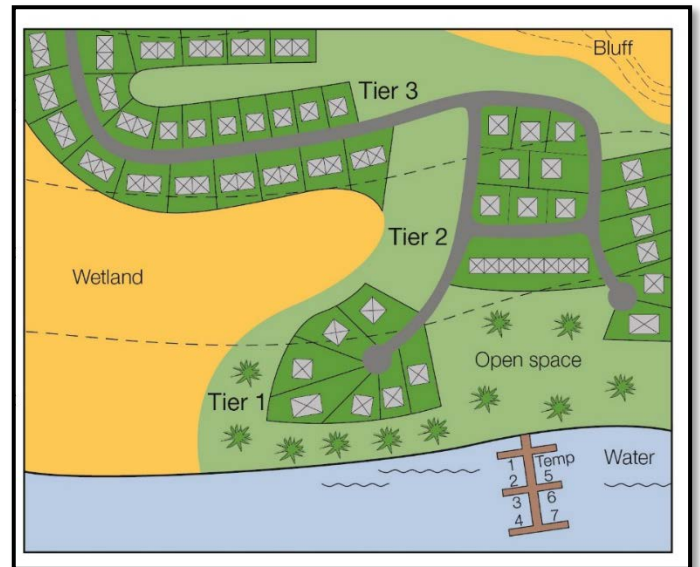 Bluff
Tier 3
Tier 2
Wetland
Open space
Tier 1
Water
1 Temp
2 5
3 6
4 7